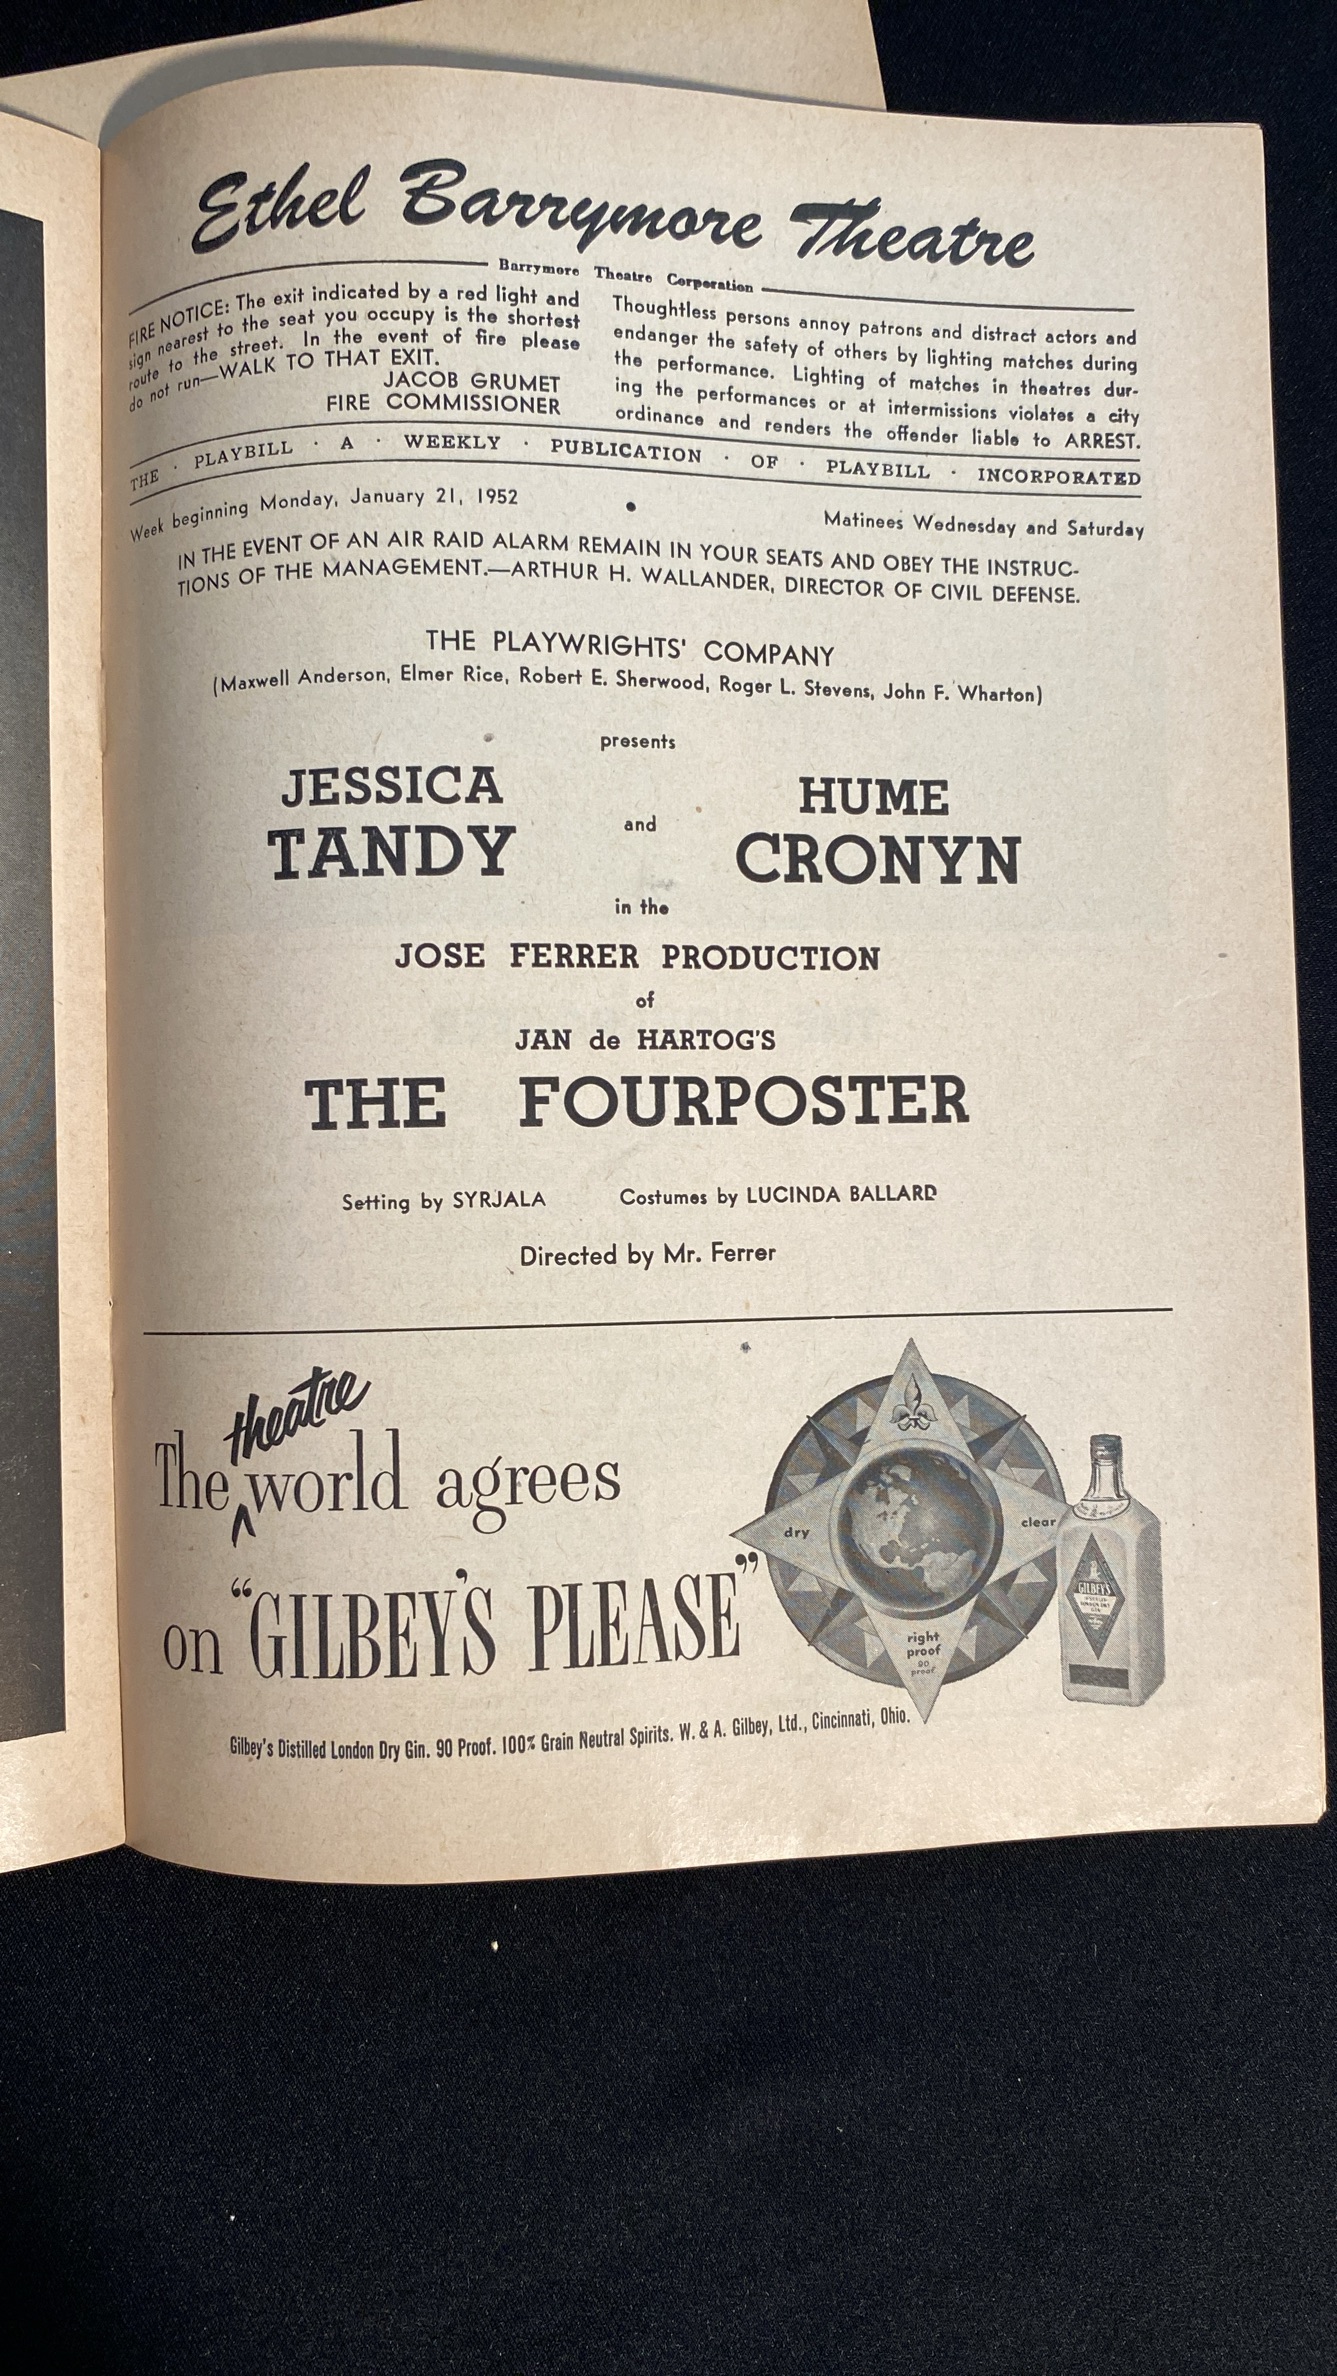 Ethel Barrymore Theatre
Barrymore Theatre Corporation
FIRE NOTICE: The exit indicated by a red light and
sign nearest to the seat you occupy is the shortest
route to the street. In the event of fire please
do not run—WALK TO THAT EXIT.
JACOB GRUMET
FIRE COMMISSIONER
Thoughtless persons annoy patrons and distract actors and
endanger the safety of others by lighting matches during
the performance. Lighting of matches in theatres dur-
ing the performances or at intermissions violates a city
ordinance and renders the offender liable to ARREST.
THE · PLAYBILL · A · WEEKLY · PUBLICATION · OF · PLAYBILL · INCORPORATED
Week beginning Monday, January 21, 1952 • Matinees Wednesday and Saturday
IN THE EVENT OF AN AIR RAID ALARM REMAIN IN YOUR SEATS AND OBEY THE INSTRUC-
TIONS OF THE MANAGEMENT.—ARTHUR H. WALLANDER, DIRECTOR OF CIVIL DEFENSE.
THE PLAYWRIGHTS' COMPANY
(Maxwell Anderson, Elmer Rice, Robert E. Sherwood, Roger L. Stevens, John F. Wharton)
presents
JESSICA
TANDY
and
HUME
CRONYN
in the
JOSE FERRER PRODUCTION
of
JAN de HARTOG'S
THE FOURPOSTER
Setting by SYRJALA Costumes by LUCINDA BALLARD
Directed by Mr. Ferrer
theatre
The world agrees
on "GILBEY'S PLEASE"
dry
clear
right
proof
90
proof
GILBEY'S
LONDON DRY
GIN
Gilbey's Distilled London Dry Gin. 90 Proof. 100% Grain Neutral Spirits. W. & A. Gilbey, Ltd., Cincinnati, Ohio.